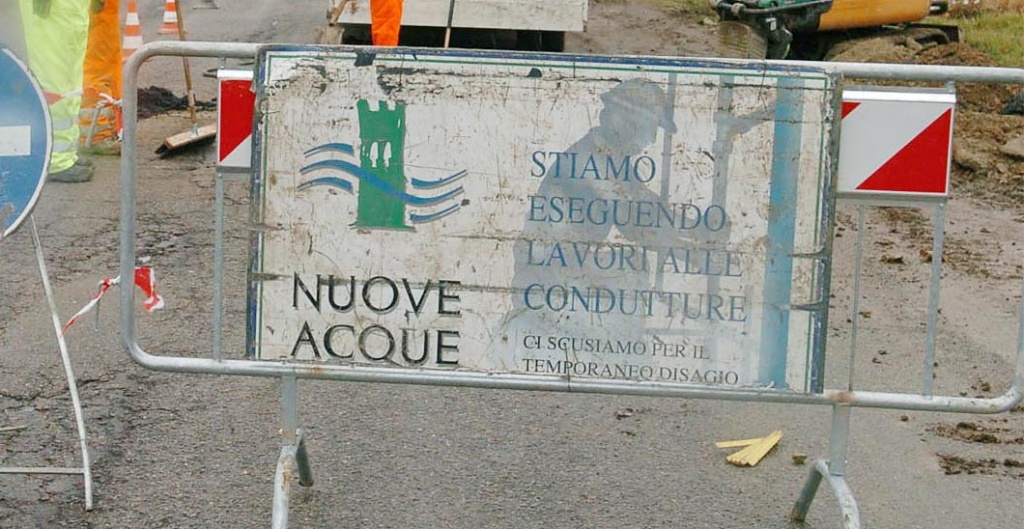 NUOVE
ACQUE
STIAMO
ESEGUENDO
LAVORI ALLE
CONDUTTURE
CI SCUSIAMO PER IL
TEMPORANEO DISAGIO